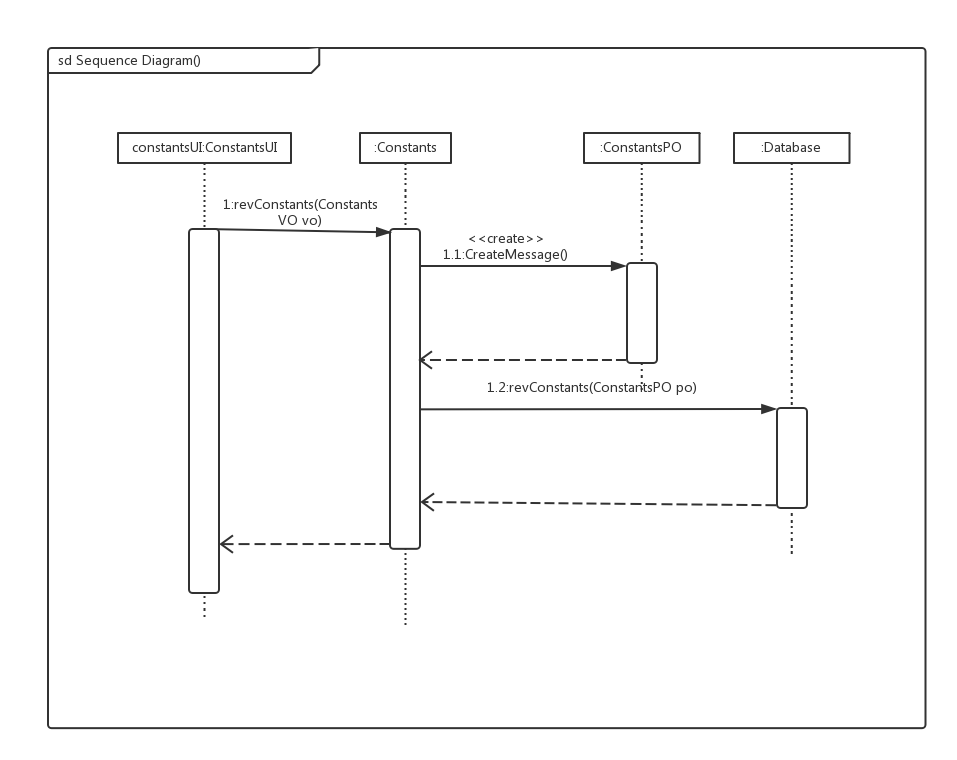 sd Sequence Diagram()
constantsUI:ConstantsUI
:Constants
:ConstantsPO
:Database
1:revConstants(Constants
VO vo)
<<create>>
1.1:CreateMessage()
1.2:revConstants(ConstantsPO po)